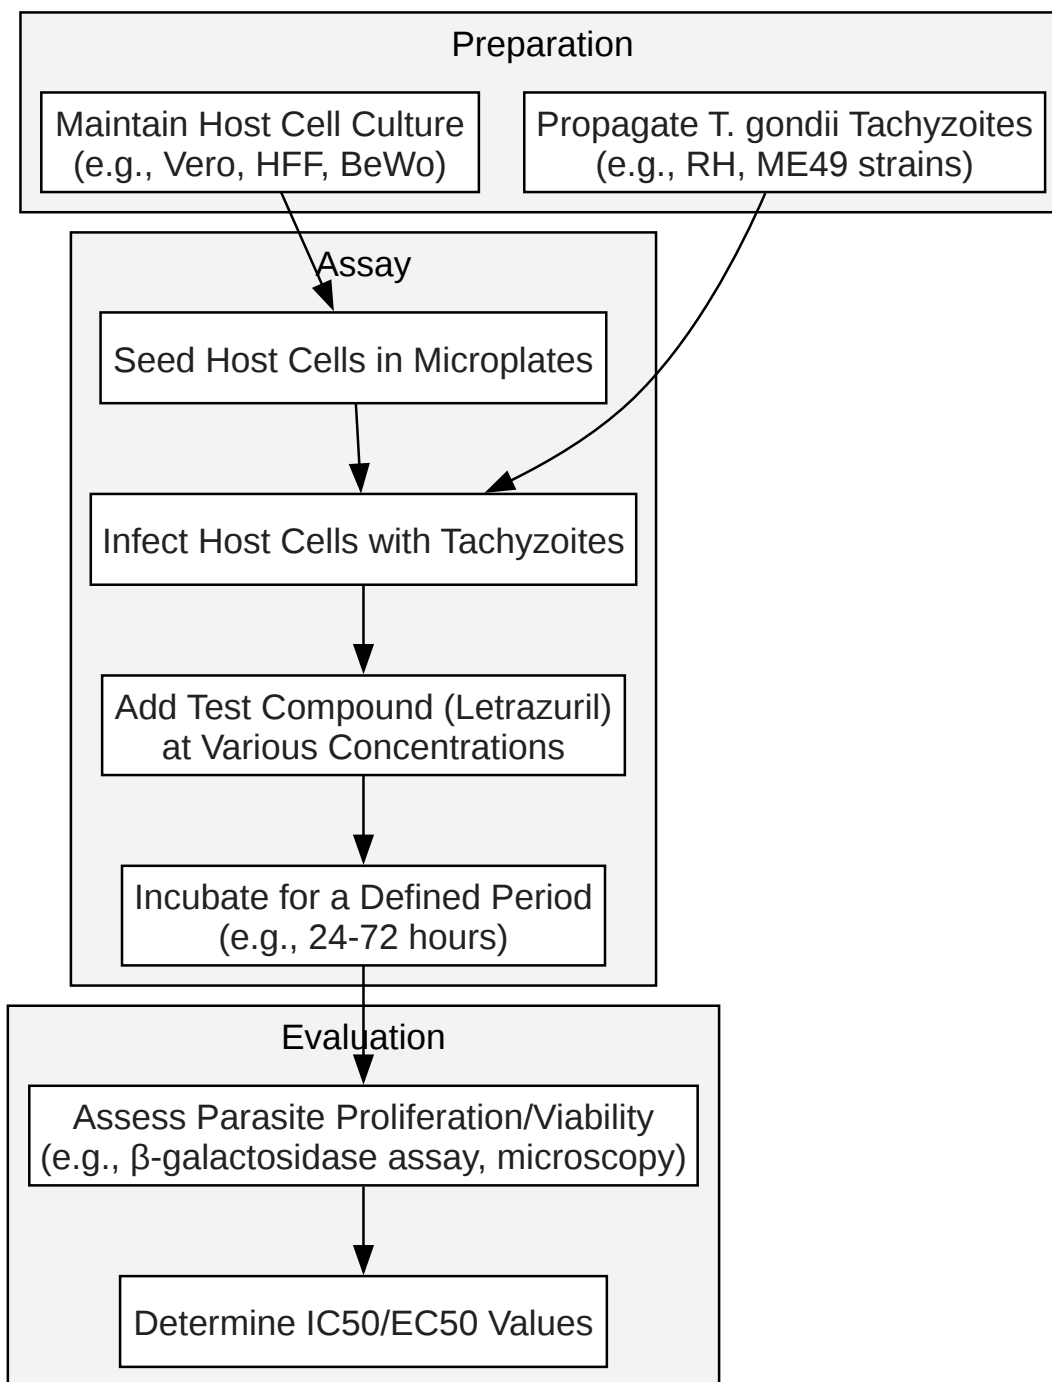 Preparation
Maintain Host Cell Culture
(e.g., Vero, HFF, BeWo)
Propagate T. gondii Tachyzoites
(e.g., RH, ME49 strains)
Assay
Seed Host Cells in Microplates
Infect Host Cells with Tachyzoites
Add Test Compound (Letrazuril)
at Various Concentrations
Incubate for a Defined Period
(e.g., 24-72 hours)
Evaluation
Assess Parasite Proliferation/Viability
(e.g., β-galactosidase assay, microscopy)
Determine IC50/EC50 Values